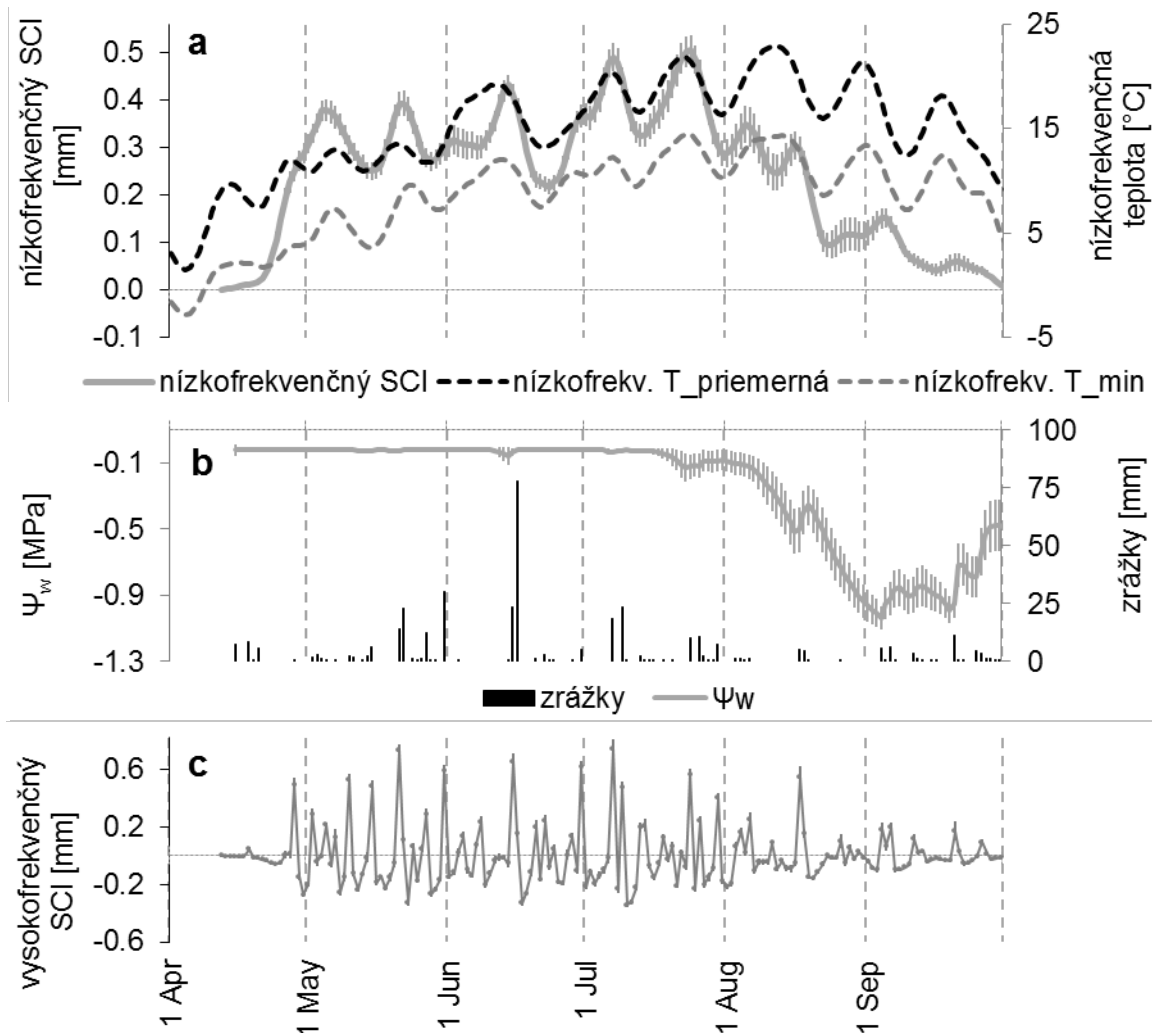 a
nízkofrekvenčný SCI
[mm]
0.5
0.4
0.3
0.2
0.1
0.0
-0.1
25
15
5
-5
nízkofrekvenčná
teplota [°C]
nízkofrekvenčný SCI
nízkofrekv. T_priemerná
nízkofrekv. T_min
b
Ψw [MPa]
-0.1
-0.5
-0.9
-1.3
100
75
50
25
0
zrážky [mm]
zrážky
Ψw
c
vysokofrekvenčný
SCI [mm]
0.6
0.2
-0.2
-0.6
1 Apr
1 May
1 Jun
1 Jul
1 Aug
1 Sep